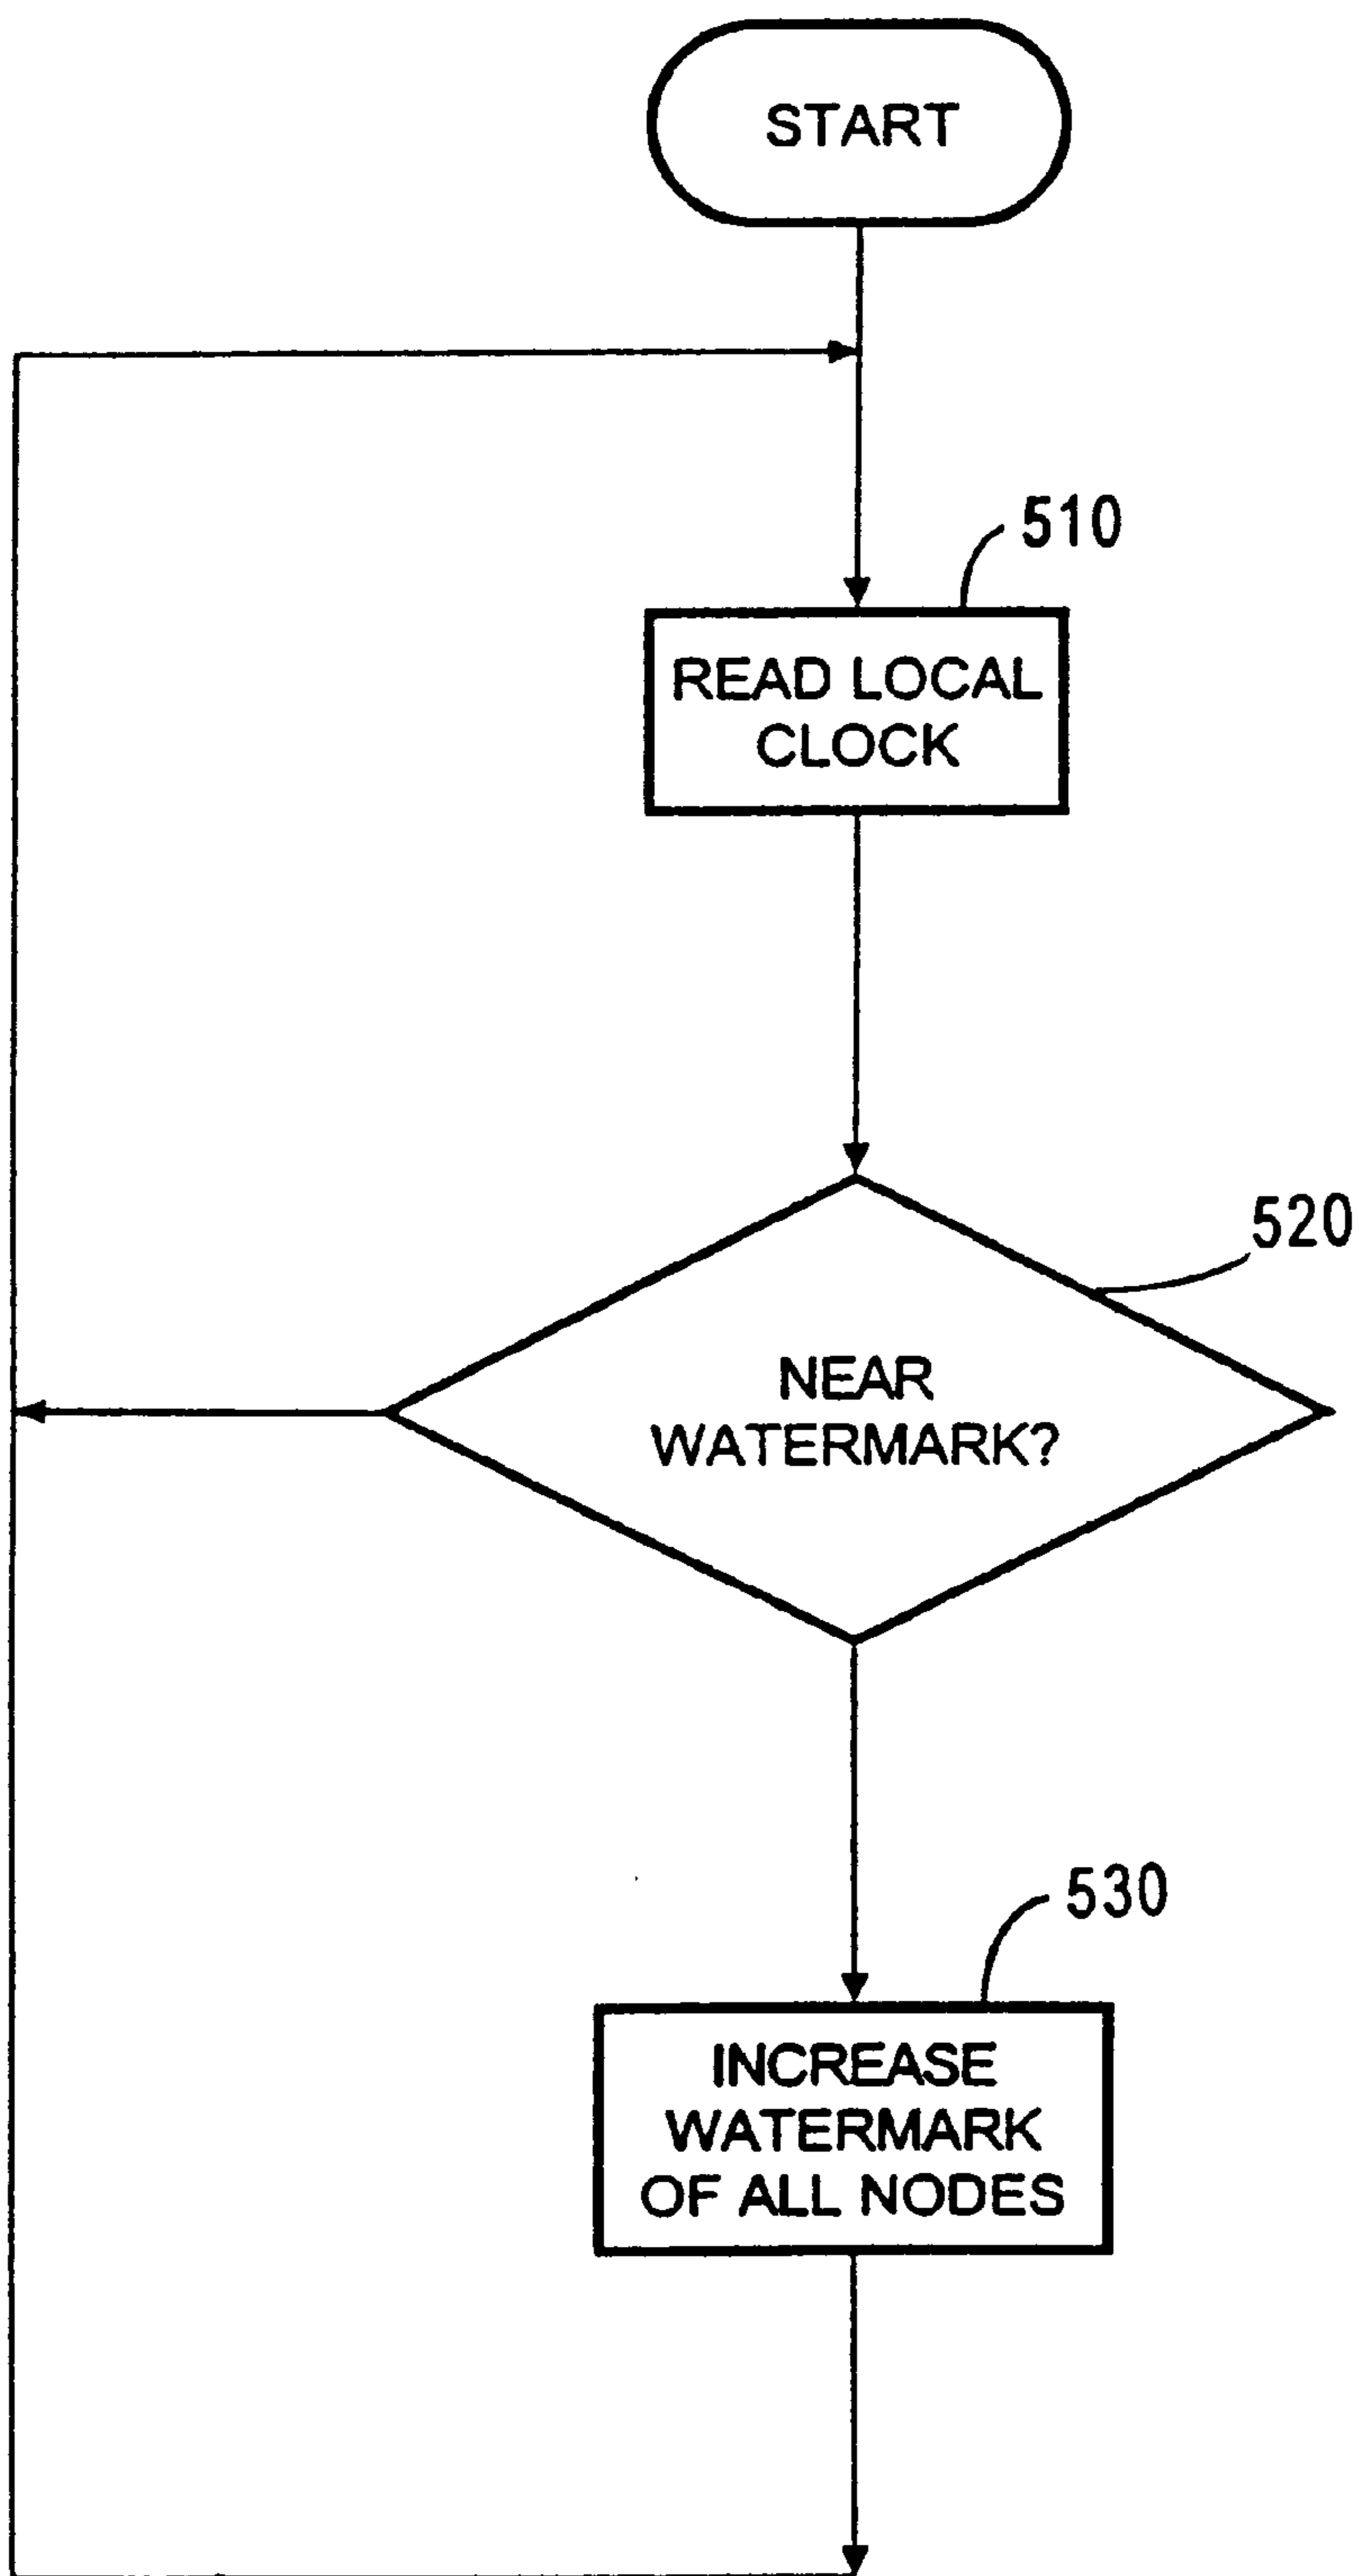 START
510
READ LOCAL
CLOCK
520
NEAR
WATERMARK?
530
INCREASE
WATERMARK
OF ALL NODES